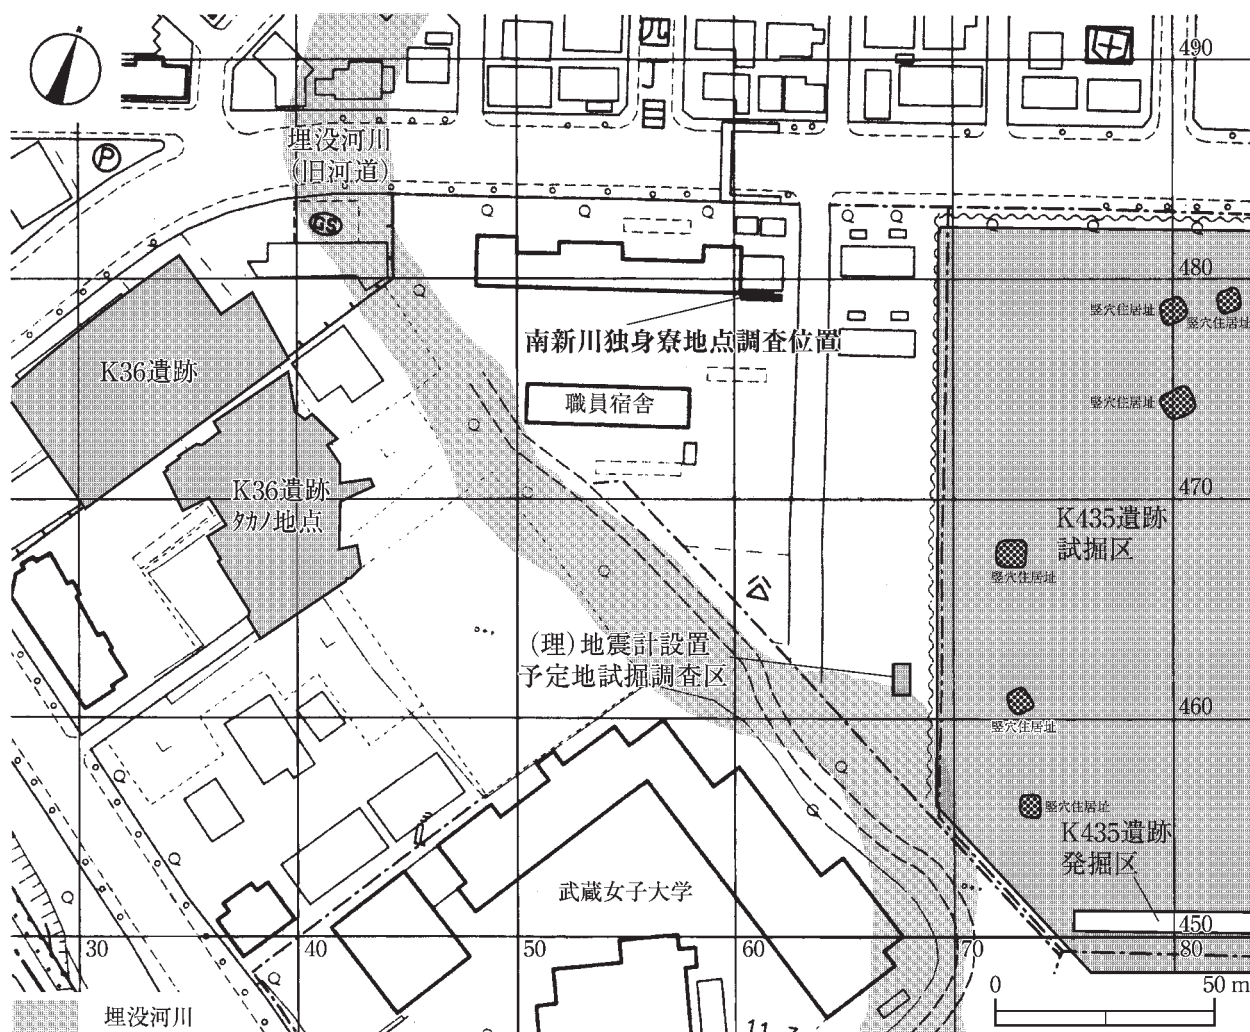 490
埋没河川
(旧河道)
P
GS
480
竪穴住居址
竪穴住居址
南新川独身寮地点調査位置
K36遺跡
職員宿舎
竪穴住居址
K36遺跡
タカノ地点
470
K435遺跡
試掘区
竪穴住居址
(理)地震計設置
予定地試掘調査区
460
竪穴住居址
竪穴住居址
K435遺跡
発掘区
武蔵女子大学
450
30
40
50
60
70
80
0
50 m
埋没河川